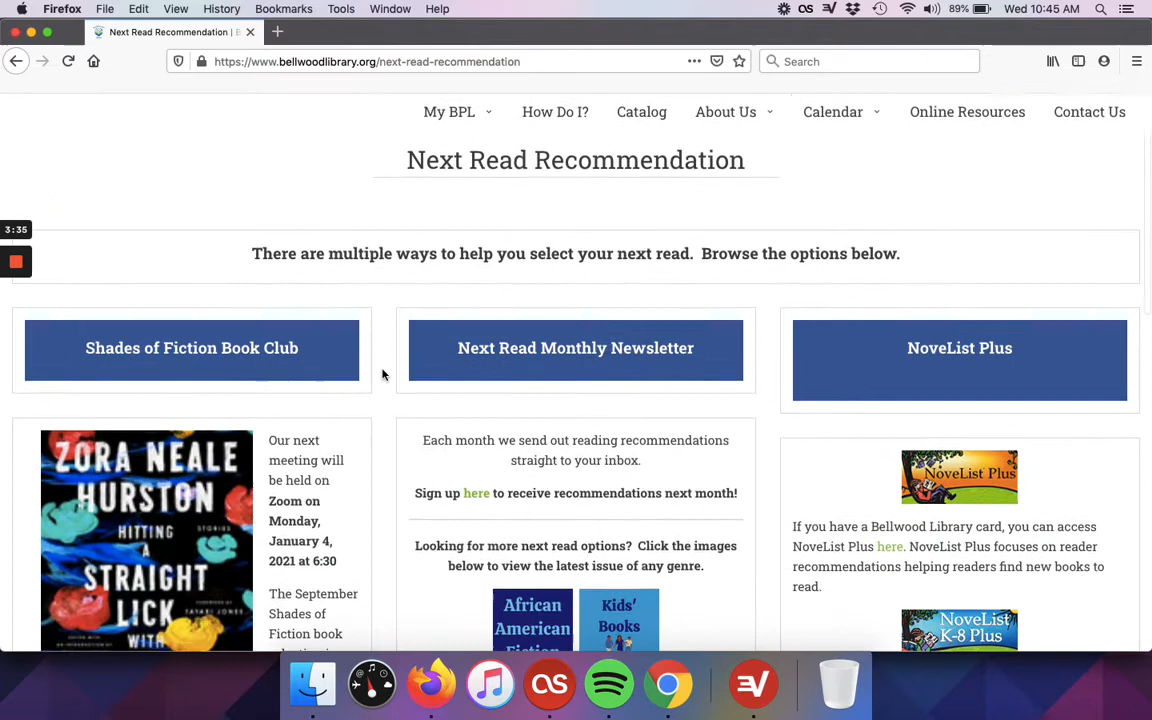 Firefox File Edit View History Bookmarks Tools Window Help 89% Wed 10:45 AM
Next Read Recommendation | B
https://www.bellwoodlibrary.org/next-read-recommendation Search
My BPL How Do I? Catalog About Us Calendar Online Resources Contact Us
Next Read Recommendation
3:35
There are multiple ways to help you select your next read. Browse the options below.
Shades of Fiction Book Club
Next Read Monthly Newsletter
NoveList Plus
ZORA NEALE
HURSTON
HITTING
A
STORIES
STRAIGHT
LICK
WITH
FOREWORD BY
TAYARI JONES
Our next
meeting will
be held on
Zoom on
Monday,
January 4,
2021 at 6:30
The September
Shades of
Fiction book
Each month we send out reading recommendations
straight to your inbox.
Sign up here to receive recommendations next month!
Looking for more next read options? Click the images
below to view the latest issue of any genre.
African
American
Fiction
Kids'
Books
NoveList Plus
If you have a Bellwood Library card, you can access
NoveList Plus here. NoveList Plus focuses on reader
recommendations helping readers find new books to
read.
NoveList
K-8 Plus